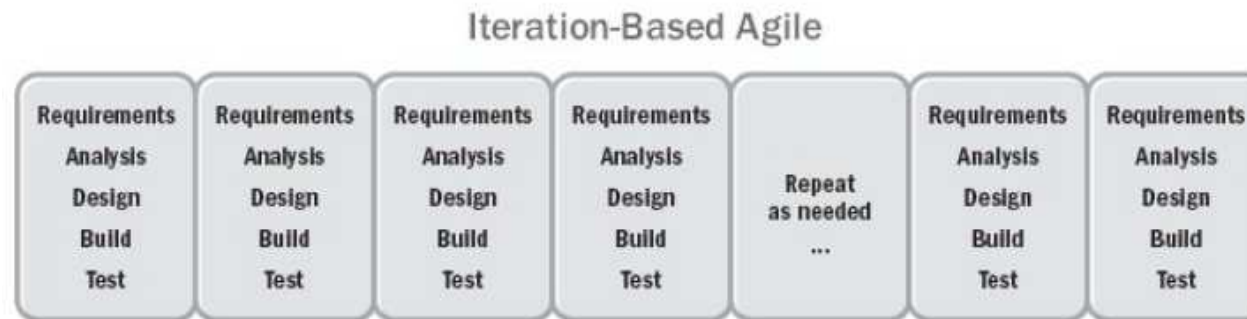 Iteration-Based Agile
Requirements
Analysis
Design
Build
Test
Requirements
Analysis
Design
Build
Test
Requirements
Analysis
Design
Build
Test
Requirements
Analysis
Design
Build
Test
Repeat
as needed
...
Requirements
Analysis
Design
Build
Test
Requirements
Analysis
Design
Build
Test